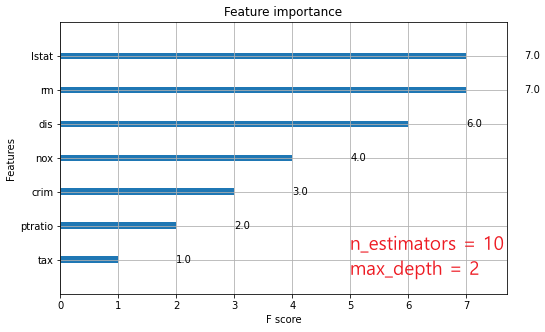 Feature importance
Features
lstat
7.0
rm
7.0
dis
6.0
nox
4.0
crim
3.0
ptratio
2.0
tax
1.0
n_estimators = 10
max_depth = 2
0 1 2 3 4 5 6 7
F score